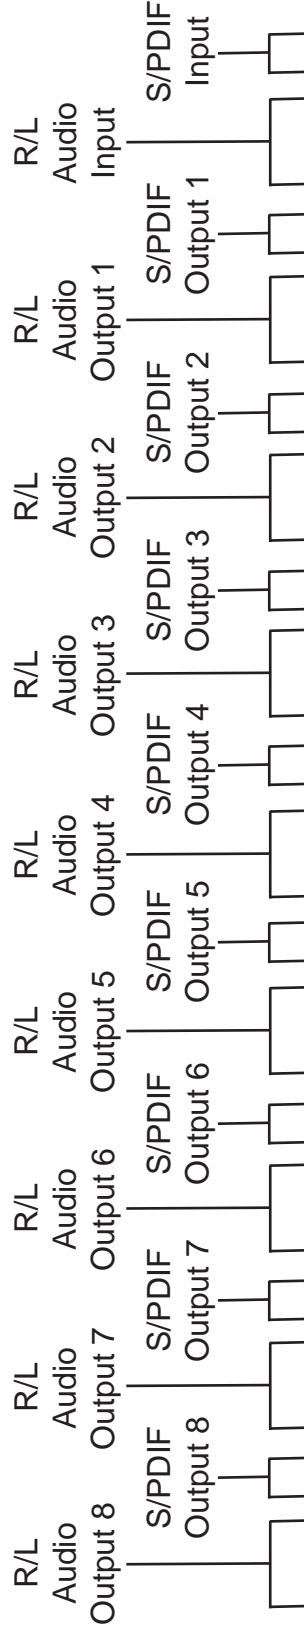 R/L
Audio
Output 8
S/PDIF
Output 8
R/L
Audio
Output 7
S/PDIF
Output 7
R/L
Audio
Output 6
S/PDIF
Output 6
R/L
Audio
Output 5
S/PDIF
Output 5
R/L
Audio
Output 4
S/PDIF
Output 4
R/L
Audio
Output 3
S/PDIF
Output 3
R/L
Audio
Output 2
S/PDIF
Output 2
R/L
Audio
Output 1
S/PDIF
Output 1
R/L
Audio
Input
S/PDIF
Input